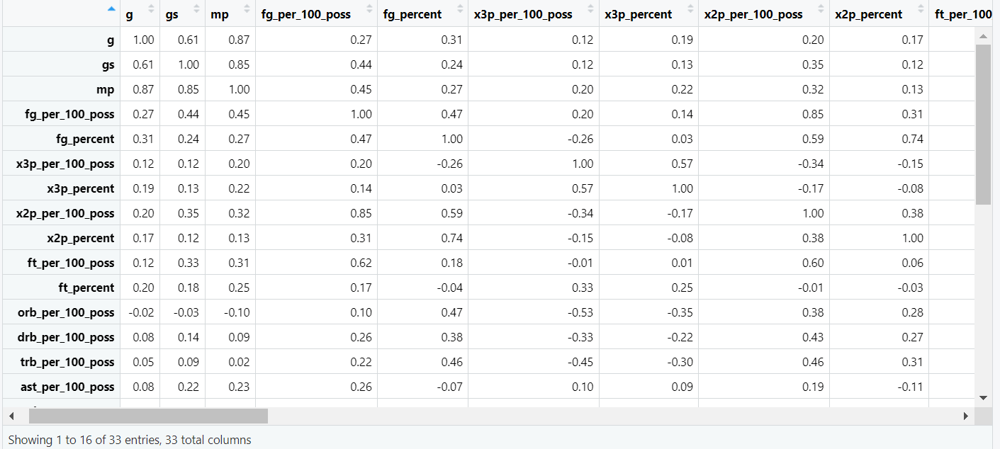 g gs mp fg_per_100_poss fg_percent x3p_per_100_poss x3p_percent x2p_per_100_poss x2p_percent ft_per_100
g 1.00 0.61 0.87 0.27 0.31 0.12 0.19 0.20 0.17
gs 0.61 1.00 0.85 0.44 0.24 0.12 0.13 0.35 0.12
mp 0.87 0.85 1.00 0.45 0.27 0.20 0.22 0.32 0.13
fg_per_100_poss 0.27 0.44 0.45 1.00 0.47 0.20 0.14 0.85 0.31
fg_percent 0.31 0.24 0.27 0.47 1.00 -0.26 0.03 0.59 0.74
x3p_per_100_poss 0.12 0.12 0.20 0.20 -0.26 1.00 0.57 -0.34 -0.15
x3p_percent 0.19 0.13 0.22 0.14 0.03 0.57 1.00 -0.17 -0.08
x2p_per_100_poss 0.20 0.35 0.32 0.85 0.59 -0.34 -0.17 1.00 0.38
x2p_percent 0.17 0.12 0.13 0.31 0.74 -0.15 -0.08 0.38 1.00
ft_per_100_poss 0.12 0.33 0.31 0.62 0.18 -0.01 0.01 0.60 0.06
ft_percent 0.20 0.18 0.25 0.17 -0.04 0.33 0.25 -0.01 -0.03
orb_per_100_poss -0.02 -0.03 -0.10 0.10 0.47 -0.53 -0.35 0.38 0.28
drb_per_100_poss 0.08 0.14 0.09 0.26 0.38 -0.33 -0.22 0.43 0.27
trb_per_100_poss 0.05 0.09 0.02 0.22 0.46 -0.45 -0.30 0.46 0.31
ast_per_100_poss 0.08 0.22 0.23 0.26 -0.07 0.10 0.09 0.19 -0.11
Showing 1 to 16 of 33 entries, 33 total columns